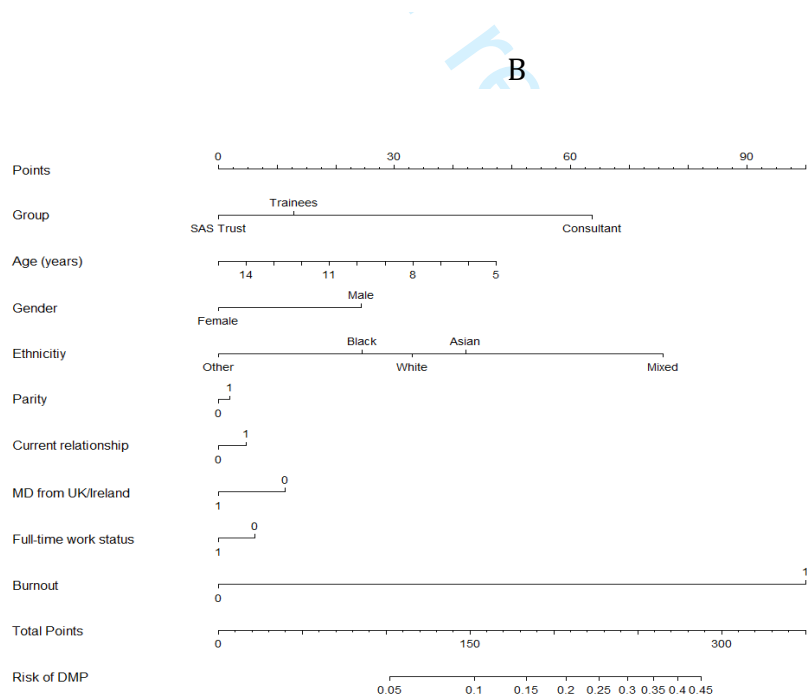 B
0 30 60 90
Points
Trainees
Group
SAS Trust Consultant
Age (years)
14 11 8 5
Male
Gender
Female
Black Asian
Ethnicitiy
Other White Mixed
1
Parity
0
1
Current relationship
0
0
MD from UK/Ireland
1
0
Full-time work status
1
1
Burnout
0
Total Points
0 150 300
Risk of DMP
0.05 0.1 0.15 0.2 0.25 0.3 0.35 0.4 0.45